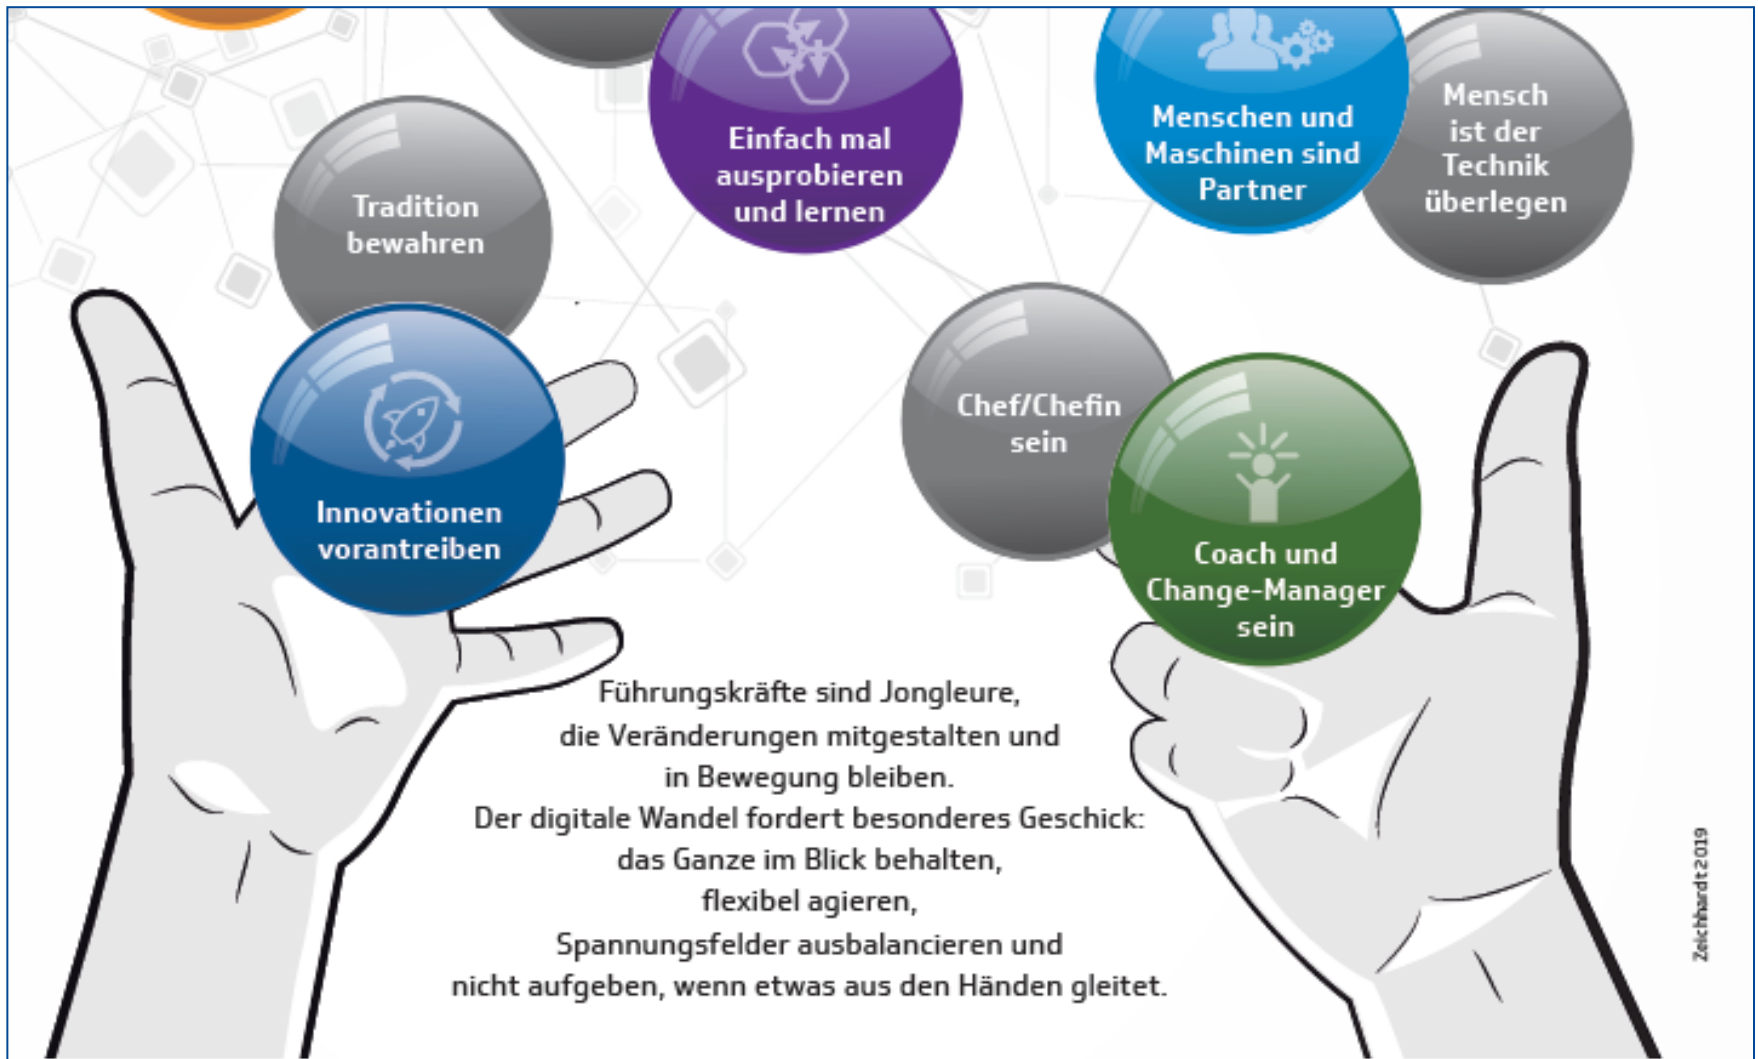 Einfach mal
ausprobieren
und lernen
Menschen und
Maschinen sind
Partner
Mensch
ist der
Technik
überlegen
Tradition
bewahren
Innovationen
vorantreiben
Chef/Chefin
sein
Coach und
Change-Manager
sein
Führungskräfte sind Jongleure,
die Veränderungen mitgestalten und
in Bewegung bleiben.
Der digitale Wandel fordert besonderes Geschick:
das Ganze im Blick behalten,
flexibel agieren,
Spannungsfelder ausbalancieren und
nicht aufgeben, wenn etwas aus den Händen gleitet.
Zeichhardt 2019